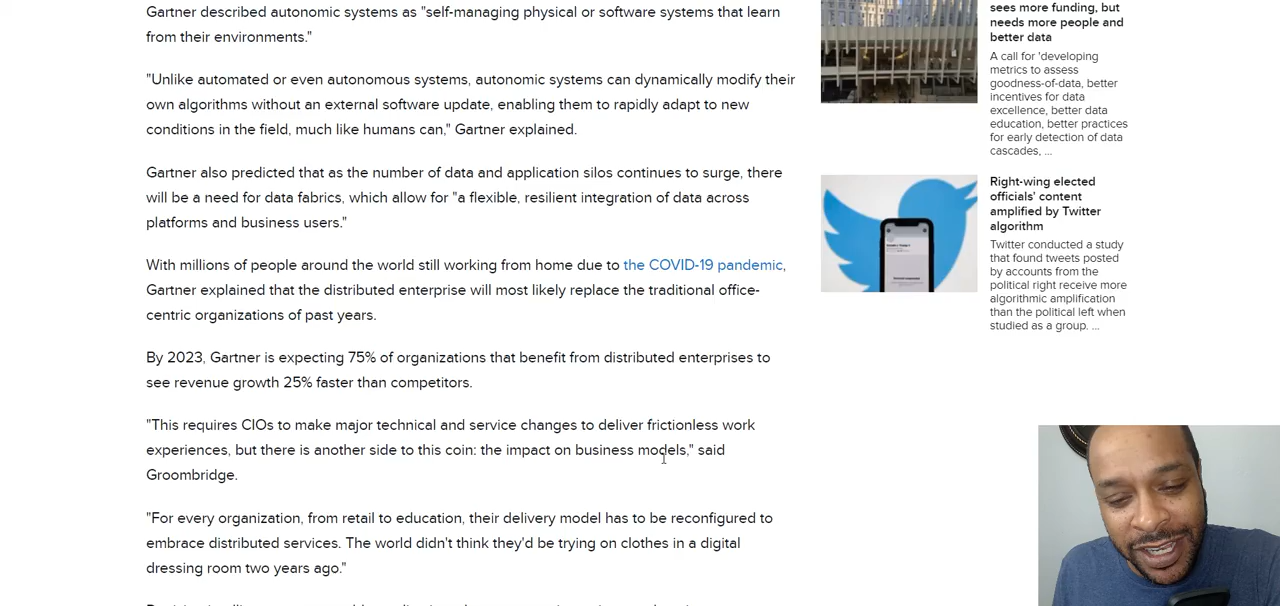 Gartner described autonomic systems as "self-managing physical or software systems that learn
from their environments."
"Unlike automated or even autonomous systems, autonomic systems can dynamically modify their
own algorithms without an external software update, enabling them to rapidly adapt to new
conditions in the field, much like humans can," Gartner explained.
Gartner also predicted that as the number of data and application silos continues to surge, there
will be a need for data fabrics, which allow for "a flexible, resilient integration of data across
platforms and business users."
With millions of people around the world still working from home due to the COVID-19 pandemic,
Gartner explained that the distributed enterprise will most likely replace the traditional office-
centric organizations of past years.
By 2023, Gartner is expecting 75% of organizations that benefit from distributed enterprises to
see revenue growth 25% faster than competitors.
"This requires CIOs to make major technical and service changes to deliver frictionless work
experiences, but there is another side to this coin: the impact on business models," said
Groombridge.
"For every organization, from retail to education, their delivery model has to be reconfigured to
embrace distributed services. The world didn't think they'd be trying on clothes in a digital
dressing room two years ago."
sees more funding, but
needs more people and
better data
A call for 'developing
metrics to assess
goodness-of-data, better
incentives for data
excellence, better data
education, better practices
for early detection of data
cascades, ...
Right-wing elected
officials' content
amplified by Twitter
algorithm
Twitter conducted a study
that found tweets posted
by accounts from the
political right receive more
algorithmic amplification
than the political left when
studied as a group. ...